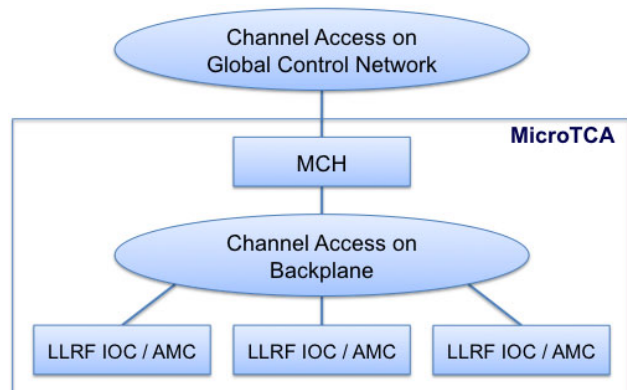 Channel Access on
Global Control Network
MicroTCA
MCH
Channel Access on
Backplane
LLRF IOC / AMC
LLRF IOC / AMC
LLRF IOC / AMC